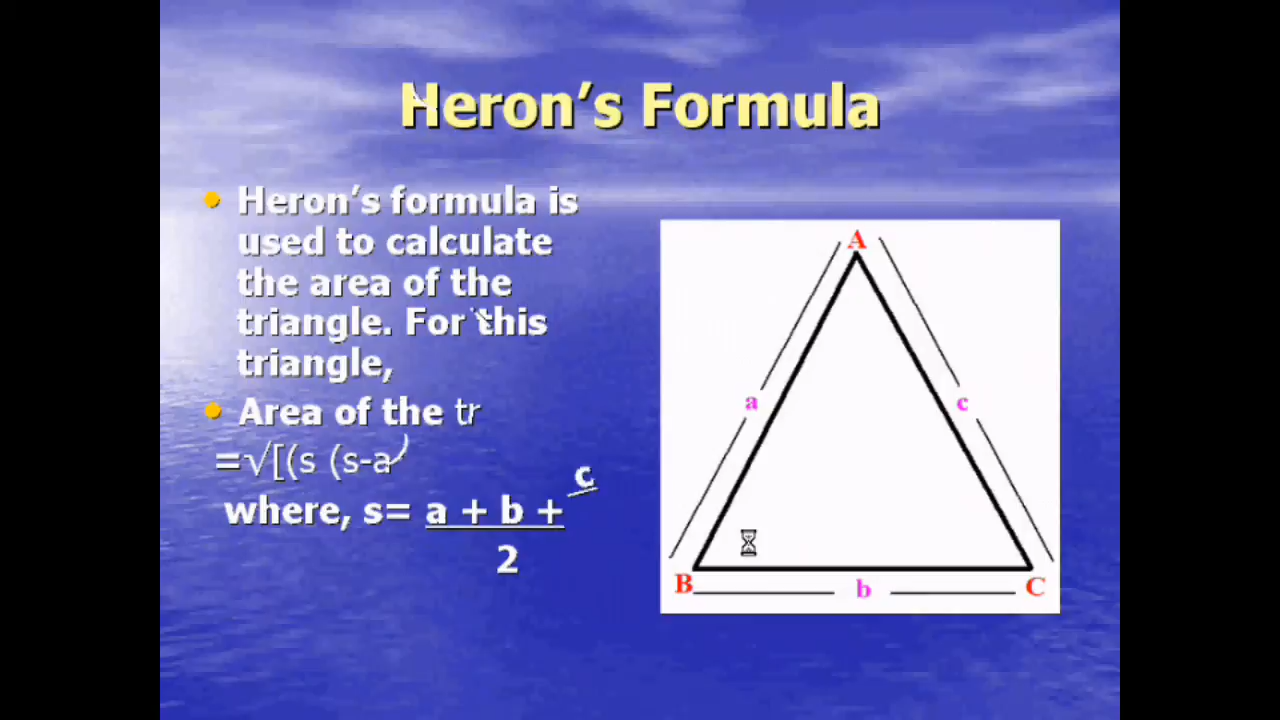 Heron’s Formula
• Heron’s formula is
used to calculate
the area of the
triangle. For this
triangle,
• Area of the tr
=√[(s (s-a)
where, s= a + b + c
2
A
a
c
B
b
C